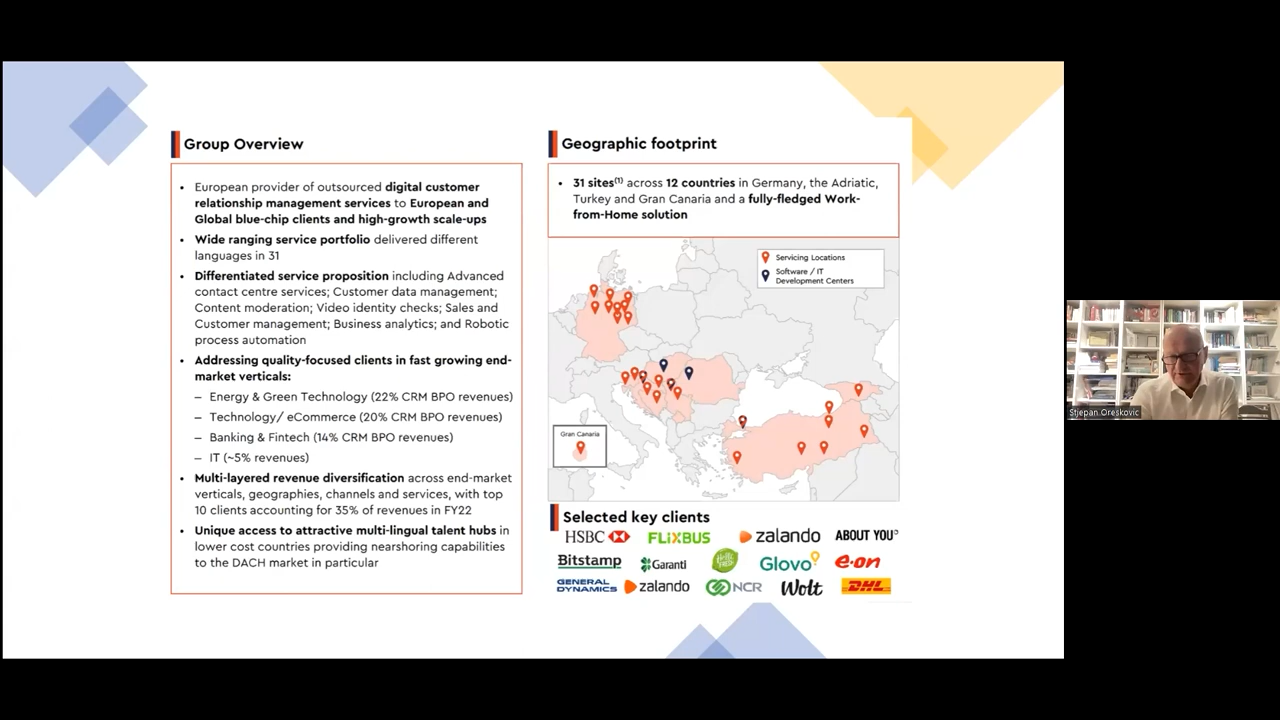 Group Overview
• European provider of outsourced digital customer
relationship management services to European and
Global blue-chip clients and high-growth scale-ups
• Wide ranging service portfolio delivered different
languages in 31
• Differentiated service proposition including Advanced
contact centre services; Customer data management;
Content moderation; Video identity checks; Sales and
Customer management; Business analytics; and Robotic
process automation
• Addressing quality-focused clients in fast growing end-
market verticals:
– Energy & Green Technology (22% CRM BPO revenues)
– Technology/ eCommerce (20% CRM BPO revenues)
– Banking & Fintech (14% CRM BPO revenues)
– IT (~5% revenues)
• Multi-layered revenue diversification across end-market
verticals, geographies, channels and services, with top
10 clients accounting for 35% of revenues in FY22
• Unique access to attractive multi-lingual talent hubs in
lower cost countries providing nearshoring capabilities
to the DACH market in particular
Geographic footprint
• 31 sites(1) across 12 countries in Germany, the Adriatic,
Turkey and Gran Canaria and a fully-fledged Work-
from-Home solution
Servicing Locations
Software / IT
Development Centers
Gran Canaria
Selected key clients
HSBC FLiXBUS zalando ABOUT YOU°
Bitstamp Garanti HELLO FRESH Glovo e·on
GENERAL DYNAMICS zalando NCR Wolt DHL
Stjepan Oreskovic